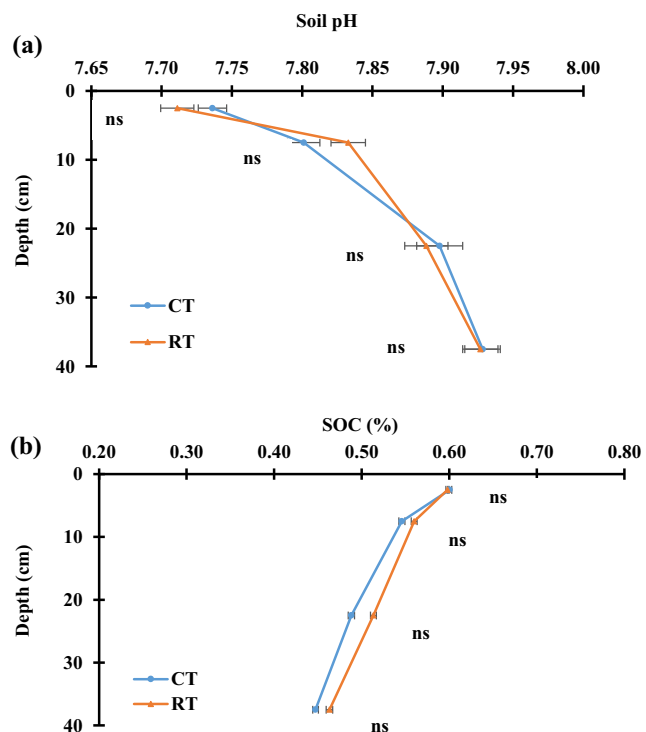 Soil pH
(a)
7.65 7.70 7.75 7.80 7.85 7.90 7.95 8.00
0
ns
10
ns
20
ns
30
CT
RT
ns
40
Depth (cm)
SOC (%)
(b)
0.20 0.30 0.40 0.50 0.60 0.70 0.80
0
ns
10
ns
20
ns
30
CT
RT
40
ns
Depth (cm)